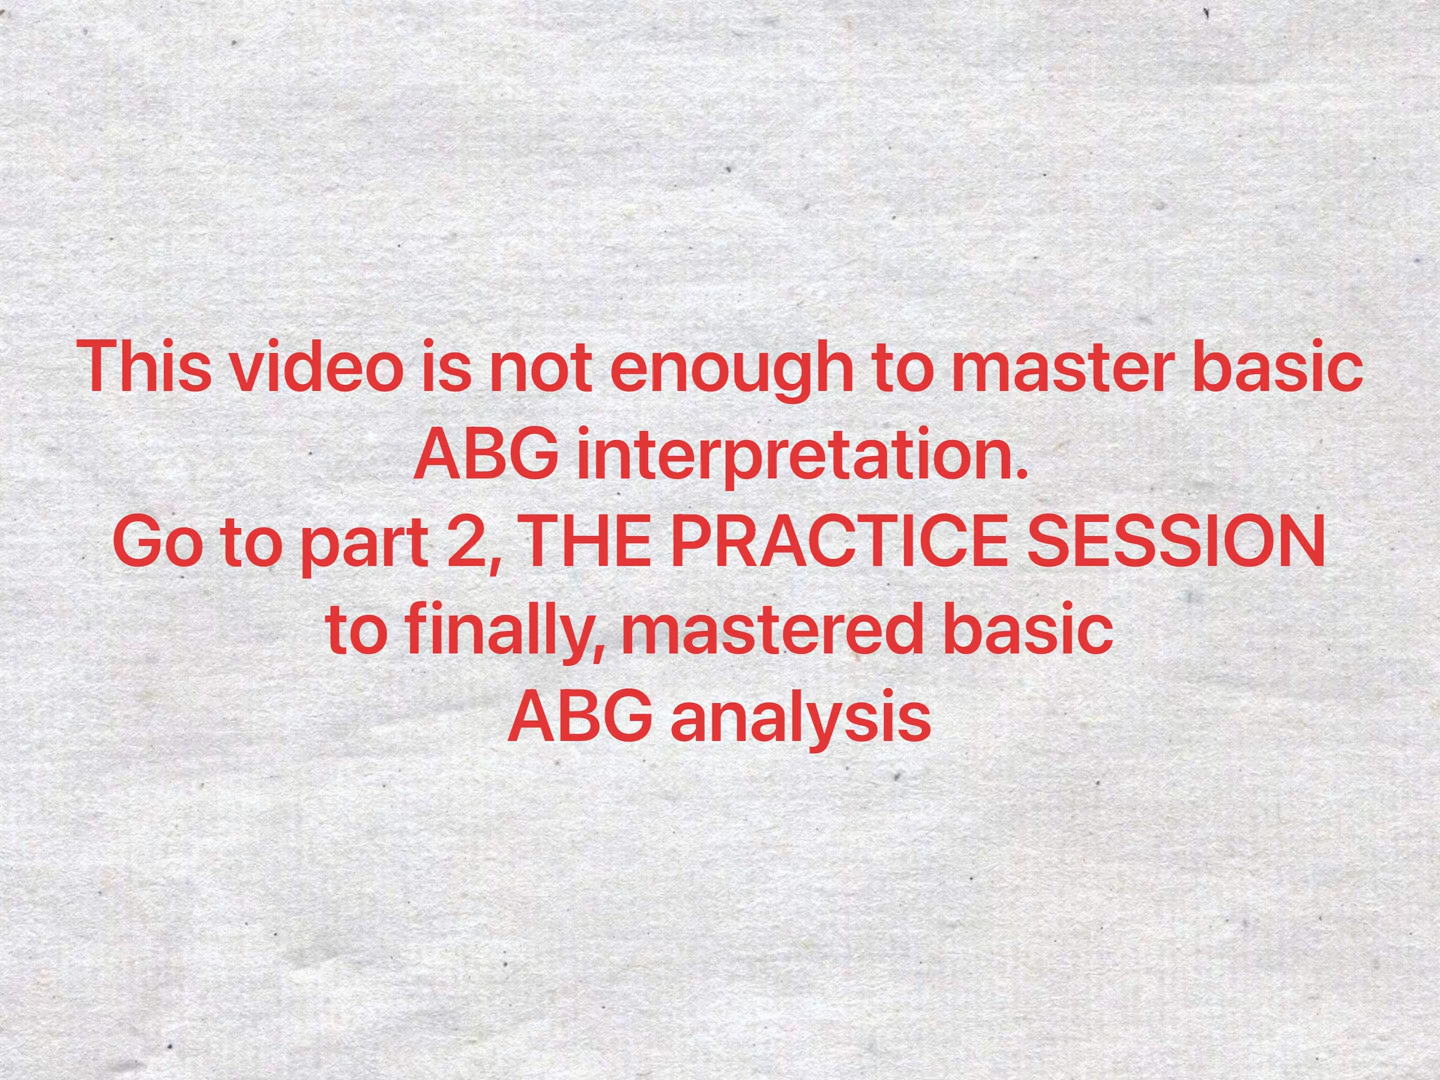 This video is not enough to master basic
ABG interpretation.
Go to part 2, THE PRACTICE SESSION
to finally, mastered basic
ABG analysis